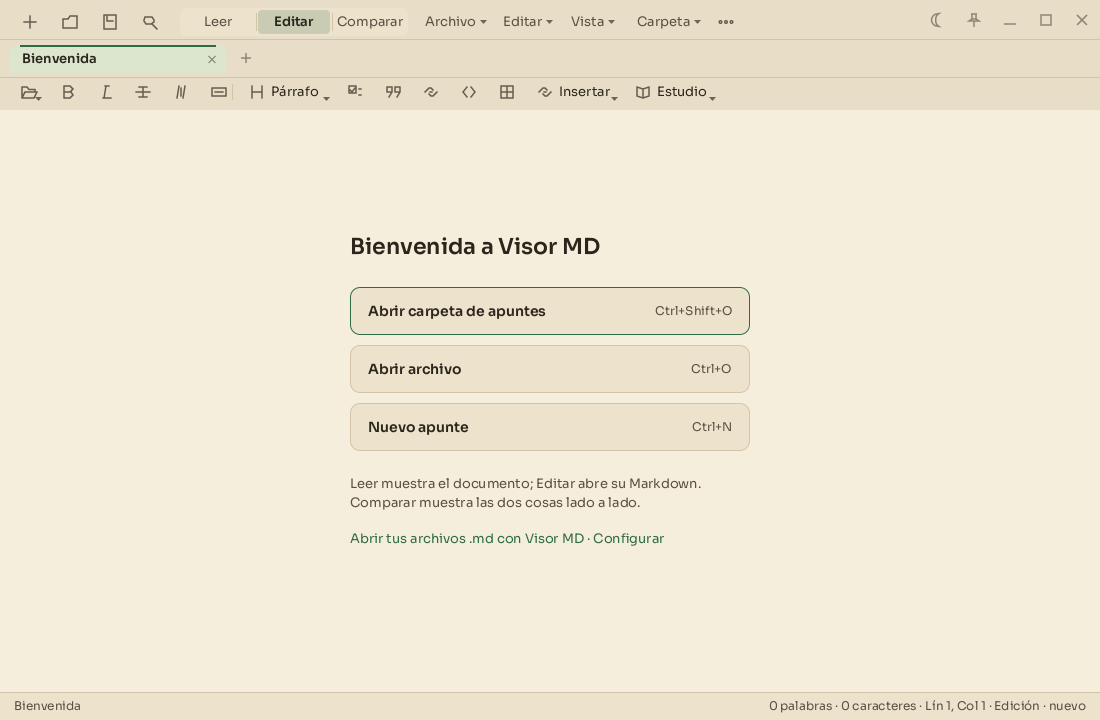 Leer Editar Comparar Archivo Editar Vista Carpeta
Bienvenida
Párrafo Insertar Estudio
Bienvenida a Visor MD
Abrir carpeta de apuntes Ctrl+Shift+O
Abrir archivo Ctrl+O
Nuevo apunte Ctrl+N
Leer muestra el documento; Editar abre su Markdown.
Comparar muestra las dos cosas lado a lado.
Abrir tus archivos .md con Visor MD · Configurar
Bienvenida 0 palabras · 0 caracteres · Lín 1, Col 1 · Edición · nuevo